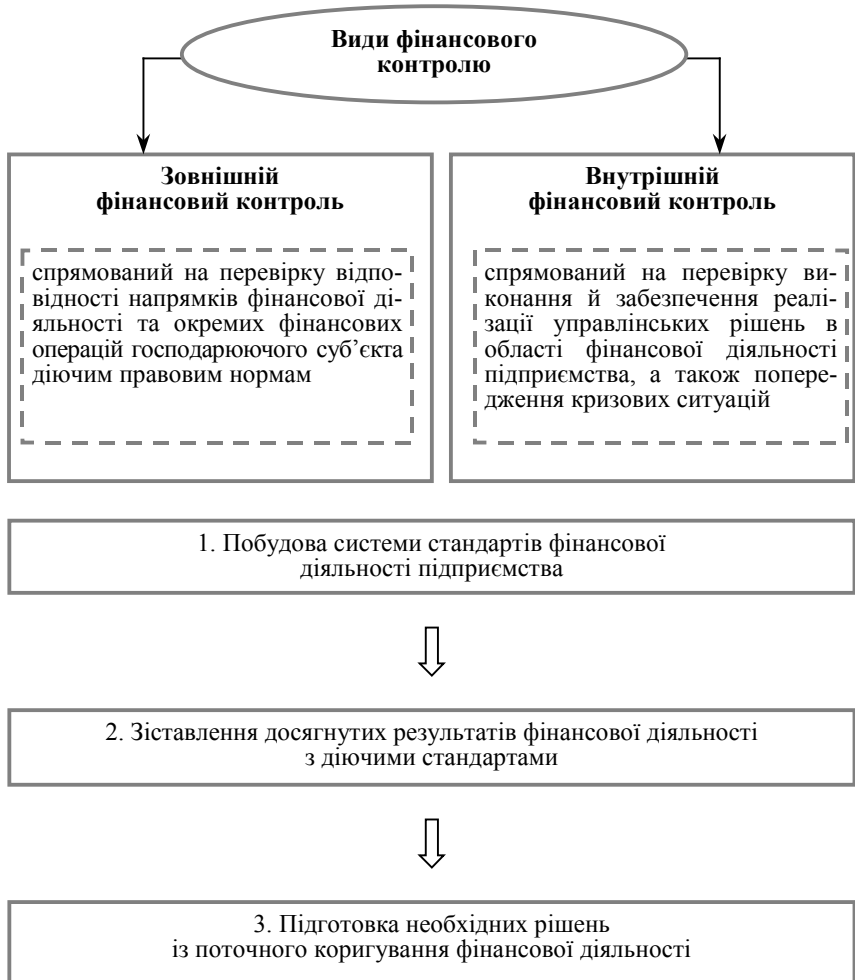 Види фінансового
контролю
Зовнішній
фінансовий контроль
спрямований на перевірку відпо-
відності напрямків фінансової ді-
яльності та окремих фінансових
операцій господарюючого суб’єкта
діючим правовим нормам
Внутрішній
фінансовий контроль
спрямований на перевірку ви-
конання й забезпечення реалі-
зації управлінських рішень в
області фінансової діяльності
підприємства, а також попере-
дження кризових ситуацій
1. Побудова системи стандартів фінансової
діяльності підприємства
2. Зіставлення досягнутих результатів фінансової діяльності
з діючими стандартами
3. Підготовка необхідних рішень
із поточного коригування фінансової діяльності